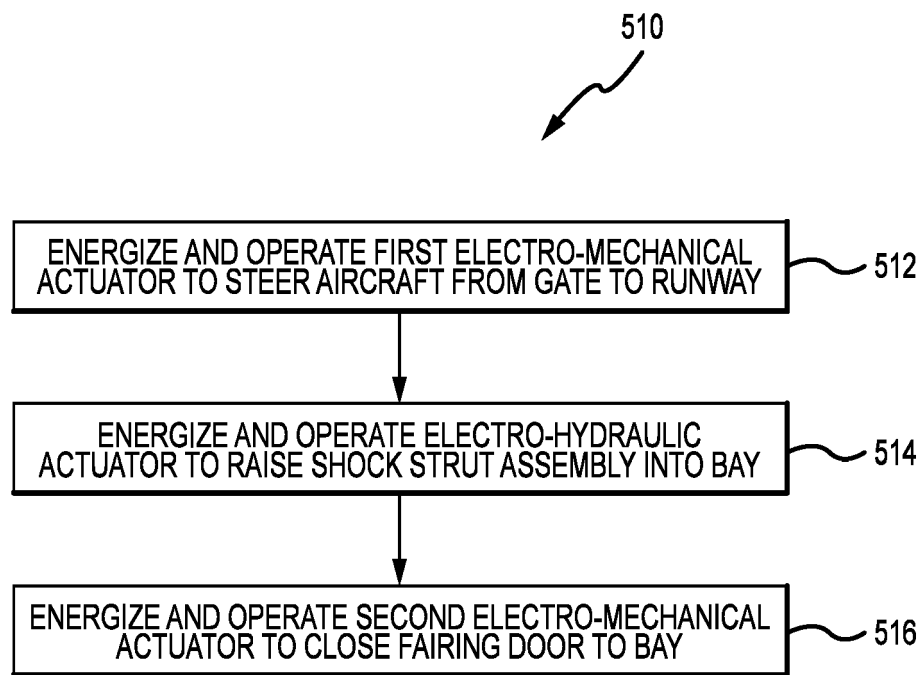 510
ENERGIZE AND OPERATE FIRST ELECTRO-MECHANICAL
ACTUATOR TO STEER AIRCRAFT FROM GATE TO RUNWAY
512
ENERGIZE AND OPERATE ELECTRO-HYDRAULIC
ACTUATOR TO RAISE SHOCK STRUT ASSEMBLY INTO BAY
514
ENERGIZE AND OPERATE SECOND ELECTRO-MECHANICAL
ACTUATOR TO CLOSE FAIRING DOOR TO BAY
516